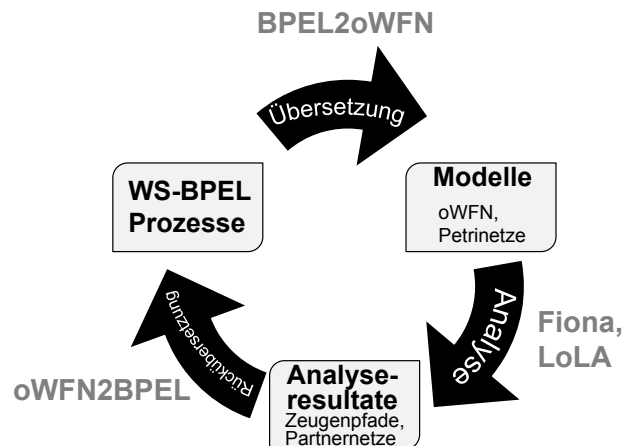 BPEL2oWFN
Übersetzung
WS-BPEL
Prozesse
Modelle
oWFN,
Petrinetze
Analyse
Fiona,
LoLA
Rückübersetzung
oWFN2BPEL
Analyse-
resultate
Zeugenpfade,
Partnernetze